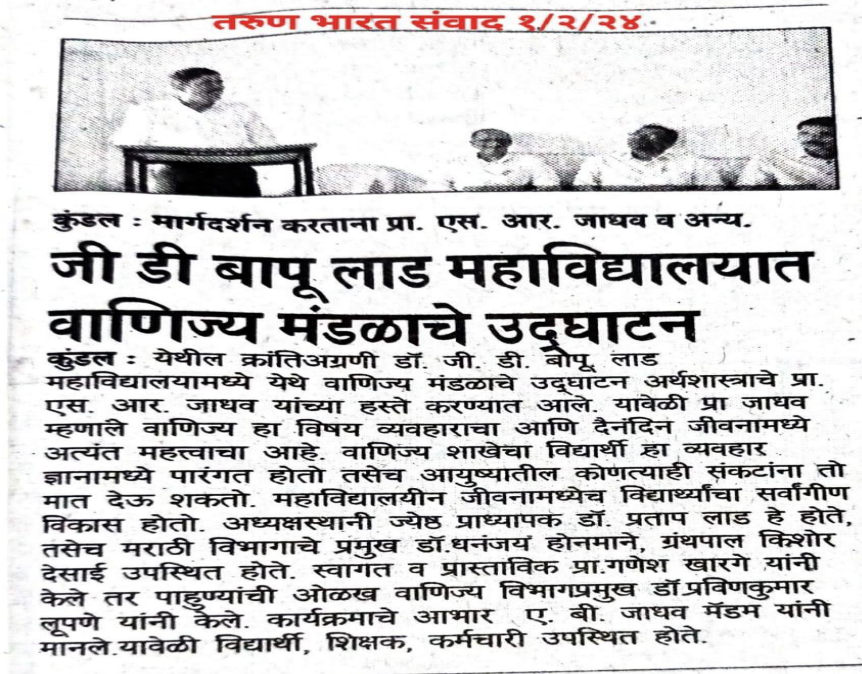 तरुण भारत संवाद १/२/२४
कुंडल : मार्गदर्शन करताना प्रा. एस. आर. जाधव व अन्य.
जी डी बापू लाड महाविद्यालयात
वाणिज्य मंडळाचे उद्घाटन
कुंडल : येथील क्रांतिअग्रणी डॉ. जी. डी. बापू लाड
महाविद्यालयामध्ये येथे वाणिज्य मंडळाचे उद्घाटन अर्थशास्त्राचे प्रा.
एस. आर. जाधव यांच्या हस्ते करण्यात आले. यावेळी प्रा जाधव
म्हणाले वाणिज्य हा विषय व्यवहाराचा आणि दैनंदिन जीवनामध्ये
अत्यंत महत्त्वाचा आहे. वाणिज्य शाखेचा विद्यार्थी हा व्यवहार
ज्ञानामध्ये पारंगत होतो तसेच आयुष्यातील कोणत्याही संकटांना तो
मात देऊ शकतो. महाविद्यालयीन जीवनामध्येच विद्यार्थ्यांचा सर्वांगीण
विकास होतो. अध्यक्षस्थानी ज्येष्ठ प्राध्यापक डॉ. प्रताप लाड हे होते,
तसेच मराठी विभागाचे प्रमुख डॉ.धनंजय होनमाने, ग्रंथपाल किशोर
देसाई उपस्थित होते. स्वागत व प्रास्ताविक प्रा.गणेश खारगे यांनी
केले तर पाहुण्यांची ओळख वाणिज्य विभागप्रमुख डॉ.प्रविणकुमार
लूपणे यांनी केले. कार्यक्रमाचे आभार ए. बी. जाधव मॅडम यांनी
मानले.यावेळी विद्यार्थी, शिक्षक, कर्मचारी उपस्थित होते.